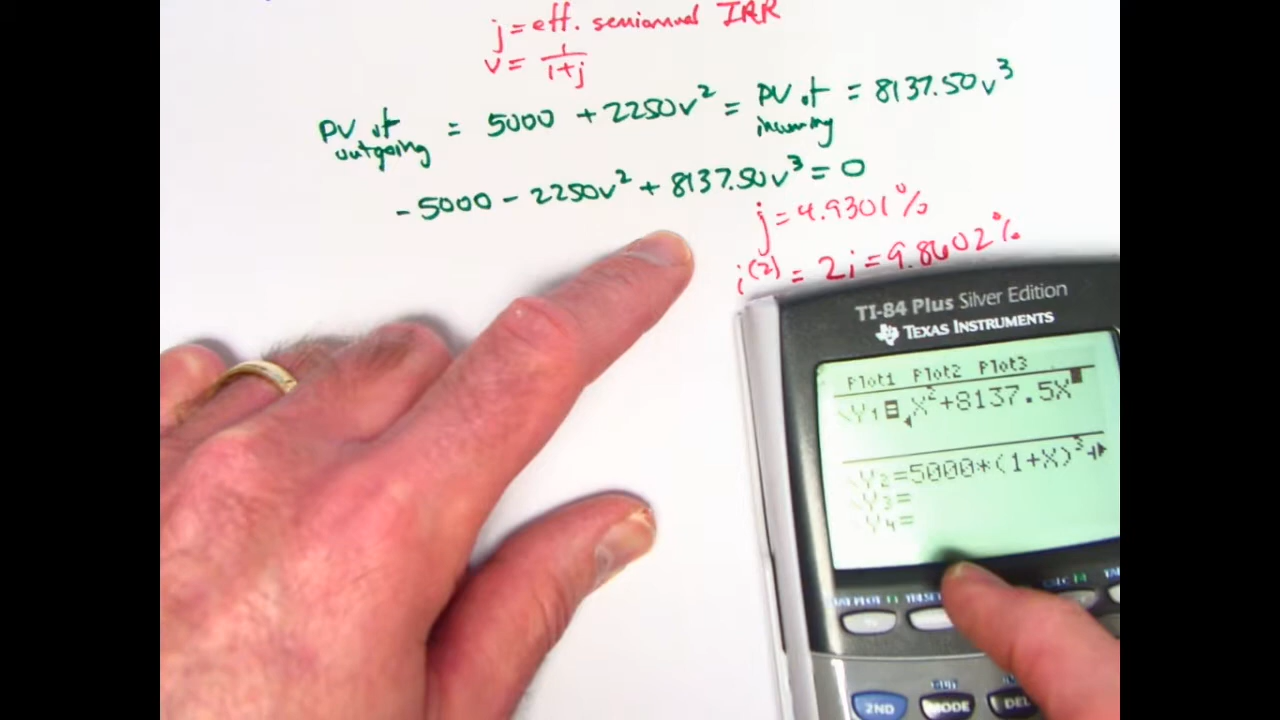 j = eff. semiannual IRR
v = 1/(1+j)
PV of outgoing = 5000 + 2250v² = PV of incoming = 8137.50v³
-5000 - 2250v² + 8137.50v³ = 0
j = 4.9301%
i⁽²⁾ = 2j = 9.8602%
TI-84 Plus Silver Edition
TEXAS INSTRUMENTS
Plot1 Plot2 Plot3
\Y₁=X²+8137.5X
\Y₂=5000*(1+X)³+
\Y₃=
\Y₄=
2ND MODE DEL